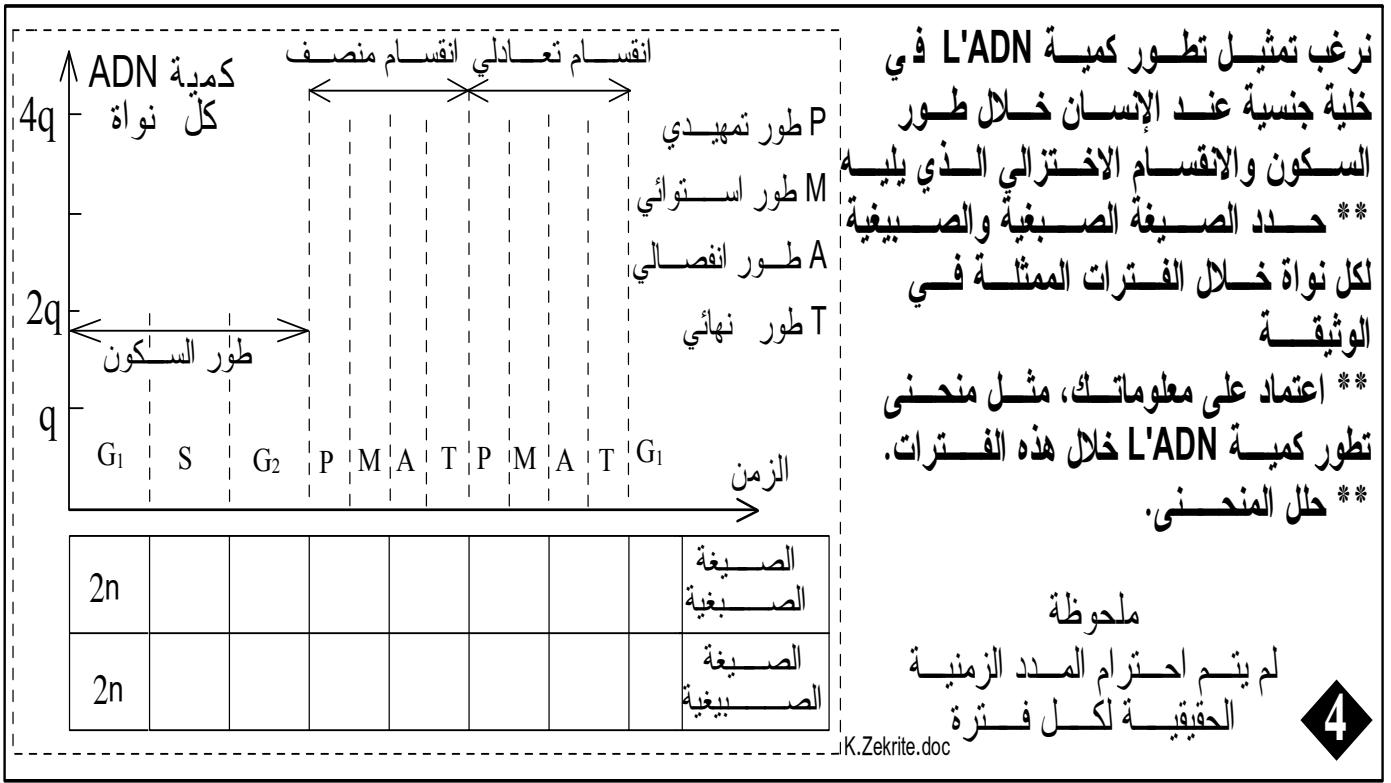 نرغب تمثيل تطور كمية L'ADN في
خلية جنسية عند الإنسان خلال طور
السكون والانقسام الاختزالي الذي يليه
** حدد الصيغة الصبغية والصبيغية
لكل نواة خلال الفترات الممثلة في
الوثيقة
** اعتماد على معلوماتك، مثل منحنى
تطور كمية L'ADN خلال هذه الفترات.
** حلل المنحنى.
ملحوظة
لم يتم احترام المدد الزمنية
الحقيقية لكل فترة
4
كمية ADN
كل نواة
انقسام تعادلي
انقسام منصف
4q
2q
q
P طور تمهيدي
M طور استوائي
A طور انفصالي
T طور نهائي
طور السكون
G1 S G2 P M A T P M A T G1
الزمن
الصيغة
الصبغية
2n
الصيغة
الصبيغية
2n
K.Zekrite.doc